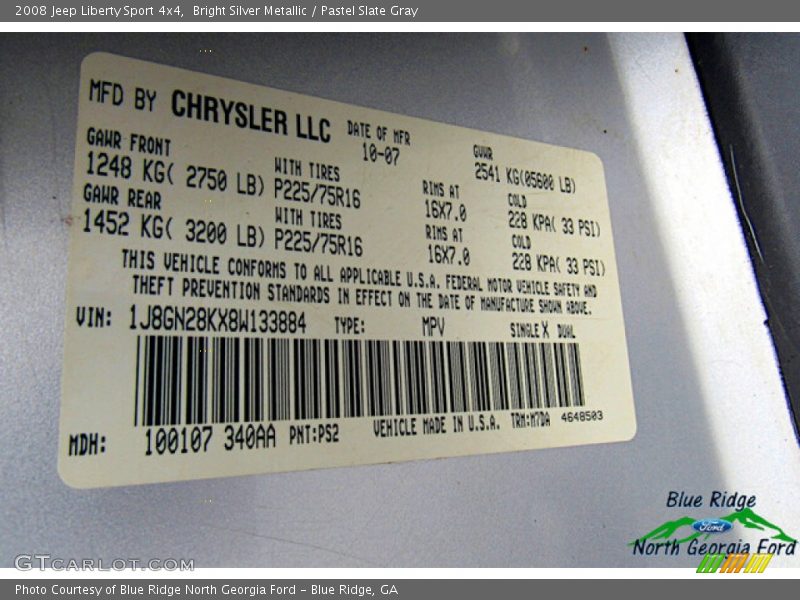 2008 Jeep Liberty Sport 4x4,  Bright Silver Metallic / Pastel Slate Gray
MFD BY CHRYSLER LLC DATE OF MFR GVWR
10-07 2541 KG(05600 LB)
GAWR FRONT WITH TIRES RIMS AT COLD
1248 KG( 2750 LB) P225/75R16 16X7.0 228 KPA( 33 PSI)
GAWR REAR WITH TIRES RIMS AT COLD
1452 KG( 3200 LB) P225/75R16 16X7.0 228 KPA( 33 PSI)
THIS VEHICLE CONFORMS TO ALL APPLICABLE U.S.A. FEDERAL MOTOR VEHICLE SAFETY AND
THEFT PREVENTION STANDARDS IN EFFECT ON THE DATE OF MANUFACTURE SHOWN ABOVE.
VIN: 1J8GN28KX8W133884 TYPE: MPV SINGLE X DUAL
MDH: 100107 340AA PNT:PS2 VEHICLE MADE IN U.S.A. TRM:M7DA 4648503
Blue Ridge
Ford
North Georgia Ford
GTCarLot.com
Photo Courtesy of Blue Ridge North Georgia Ford – Blue Ridge, GA